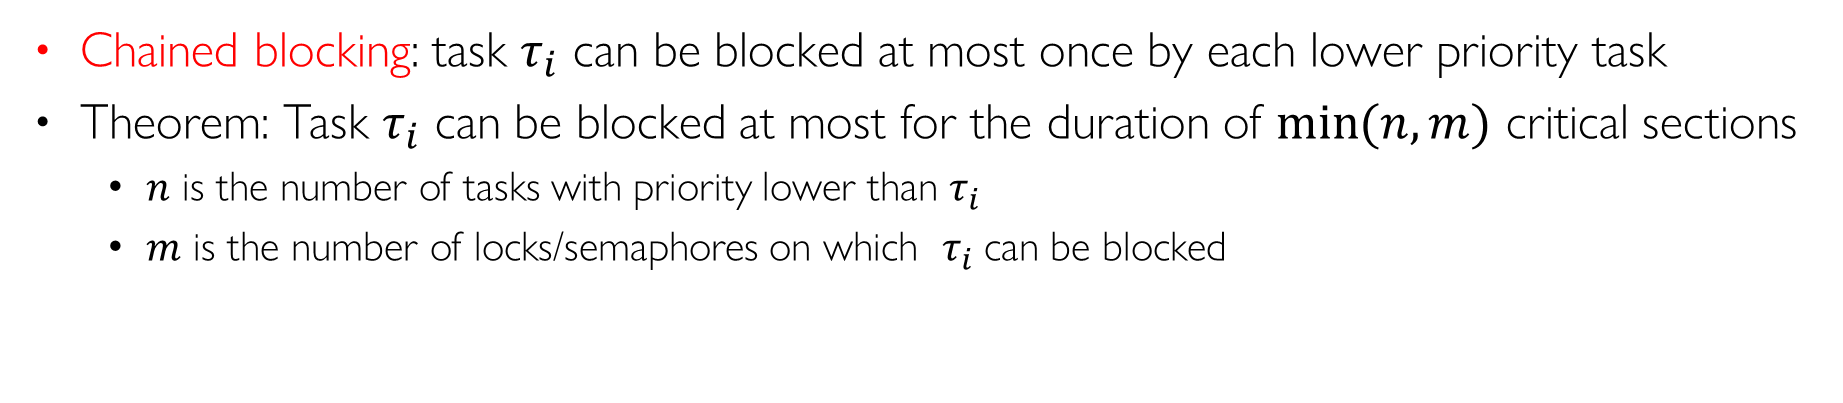 • Chained blocking: task τᵢ can be blocked at most once by each lower priority task
• Theorem: Task τᵢ can be blocked at most for the duration of min(n, m) critical sections
• n is the number of tasks with priority lower than τᵢ
• m is the number of locks/semaphores on which τᵢ can be blocked